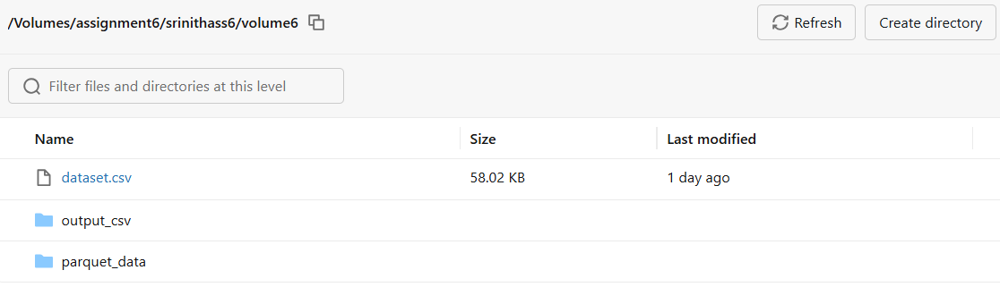 /Volumes/assignment6/srinithass6/volume6
Refresh
Create directory
Filter files and directories at this level
Name Size Last modified
dataset.csv 58.02 KB 1 day ago
output_csv
parquet_data